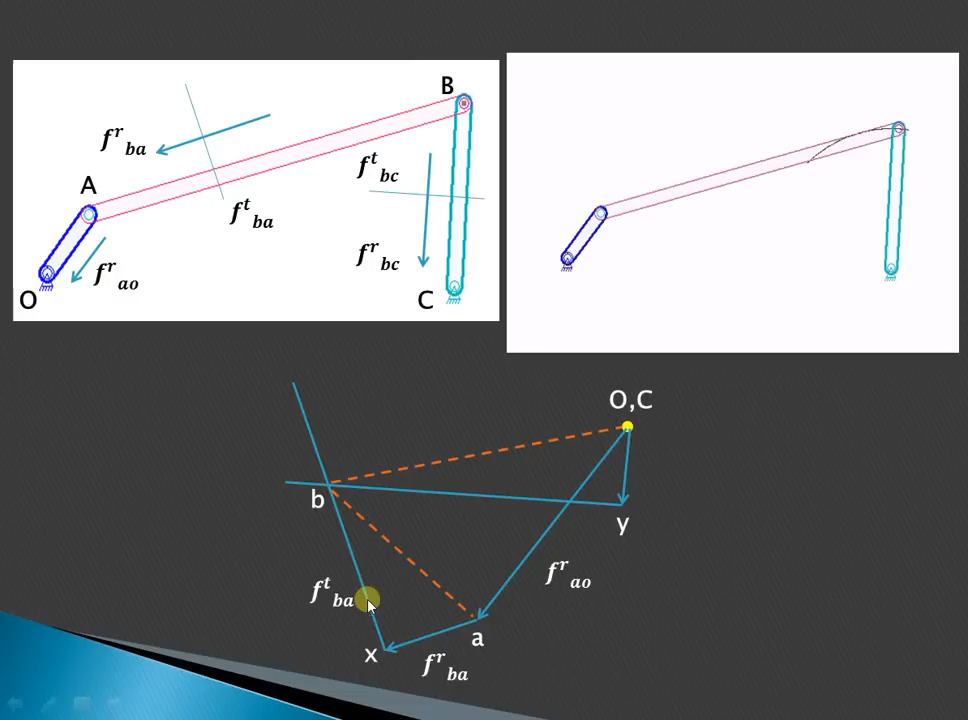 B
f^r_ba
f^t_bc
A
f^t_ba
f^r_bc
f^r_ao
O
C
O,C
b
y
f^r_ao
f^t_ba
a
x
f^r_ba